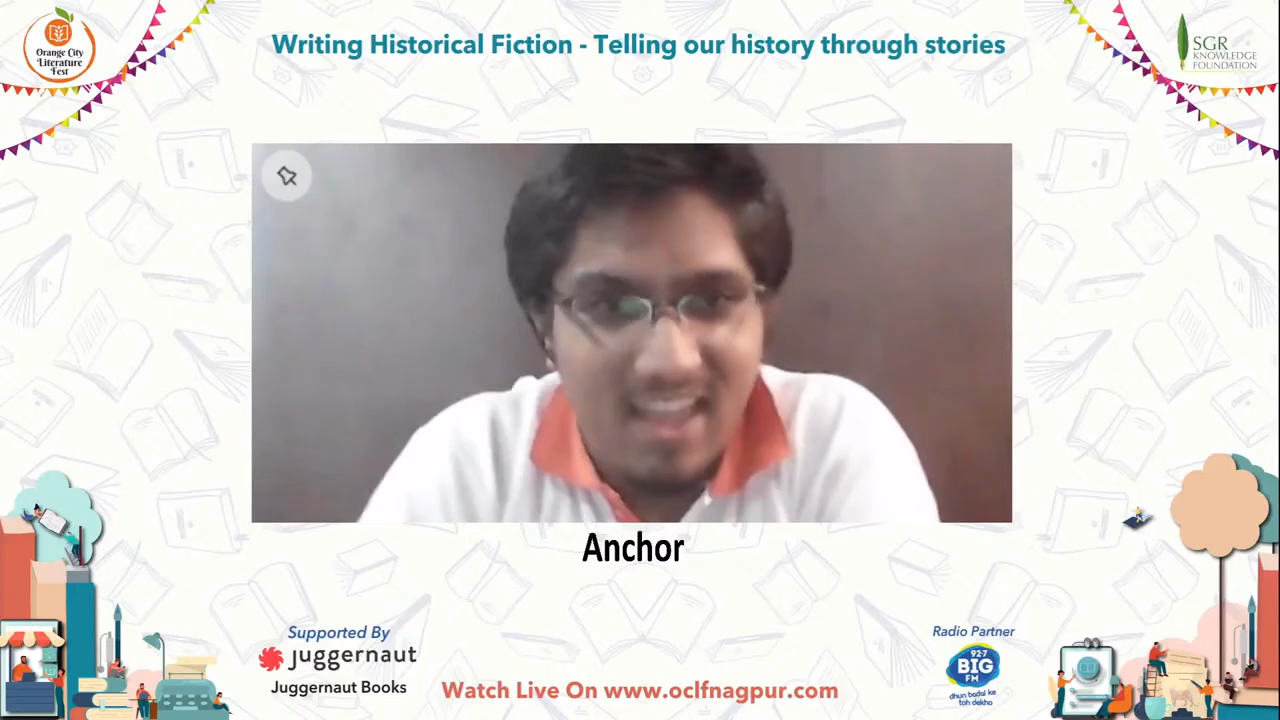 Orange City
Literature
Fest
Writing Historical Fiction - Telling our history through stories
SGR
KNOWLEDGE
FOUNDATION
Anchor
Supported By
juggernaut
Juggernaut Books
Watch Live On www.oclfnagpur.com
Radio Partner
92.7
BIG
FM
dhun badal ke
toh dekho